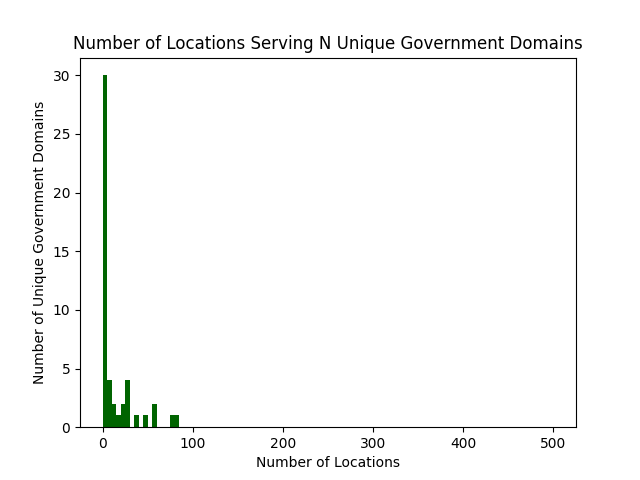 Number of Locations Serving N Unique Government Domains
Number of Unique Government Domains
30
25
20
15
10
5
0
0 100 200 300 400 500
Number of Locations